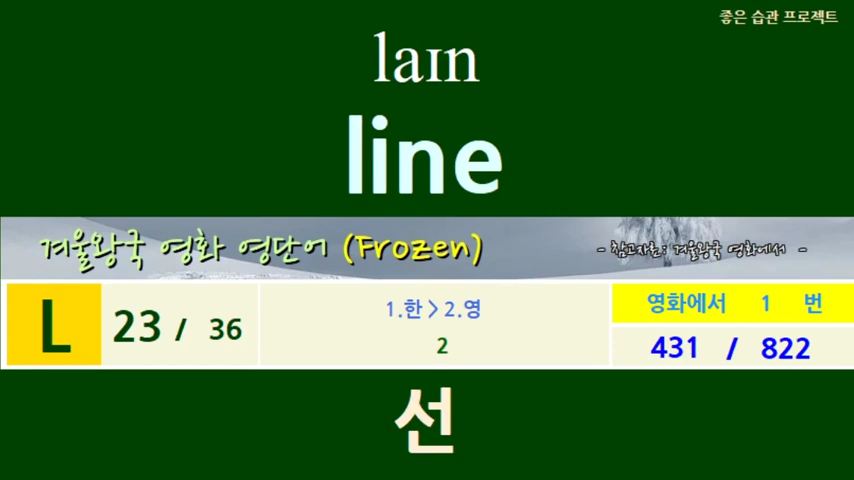 좋은 습관 프로젝트
laɪn
line
겨울왕국 영화 영단어 (Frozen)
- 참고자료: 겨울왕국 영화에서 -
L 23 / 36
1.한 > 2.영
2
영화에서 1 번
431 / 822
선